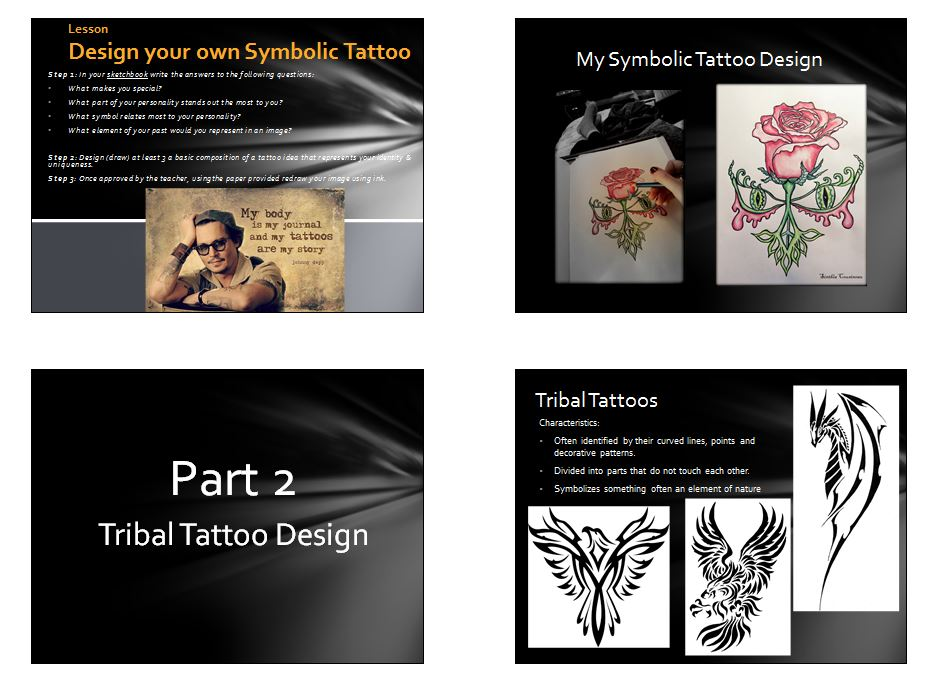 Lesson
Design your own Symbolic Tattoo
Step 1: In your sketchbook write the answers to the following questions:
• What makes you special?
• What part of your personality stands out the most to you?
• What symbol relates most to your personality?
• What element of your past would you represent in an image?
Step 2: Design (draw) at least 3 a basic composition of a tattoo idea that represents your identity &
uniqueness.
Step 3: Once approved by the teacher, using the paper provided redraw your image using ink.
My body
is my journal
and my tattoos
are my story
johnny depp
My Symbolic Tattoo Design
Part 2
Tribal Tattoo Design
Tribal Tattoos
Characteristics:
• Often identified by their curved lines, points and
decorative patterns.
• Divided into parts that do not touch each other.
• Symbolizes something often an element of nature